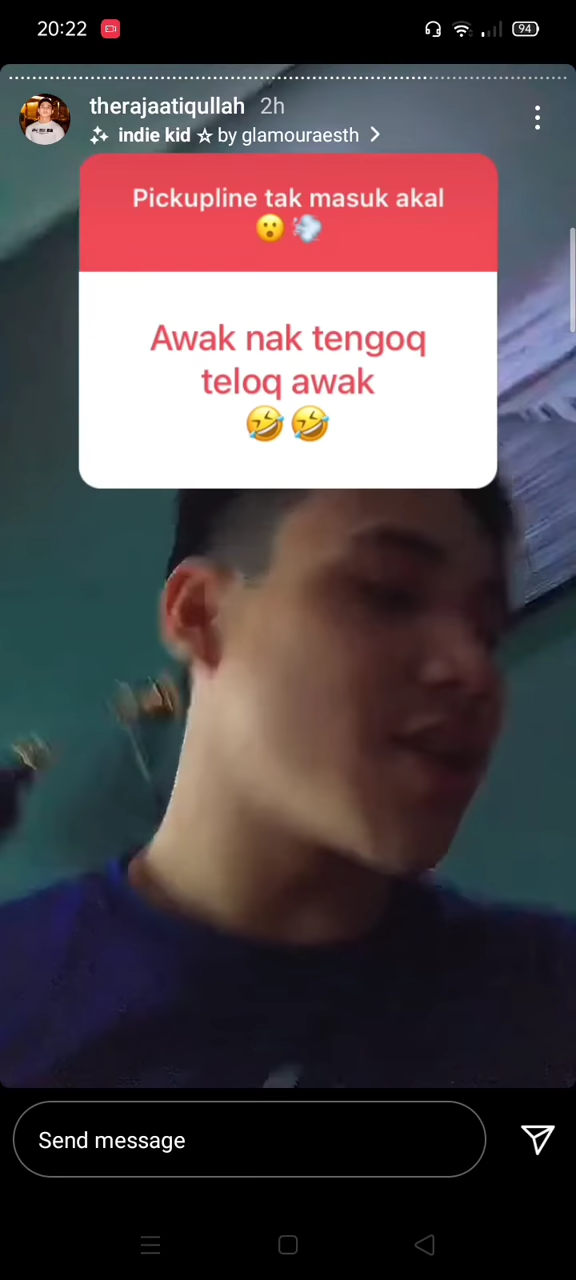 20:22
94
therajaatiqullah 2h
indie kid ☆ by glamouraesth
Pickupline tak masuk akal
😮 💨
Awak nak tengoq
teloq awak
🤣 🤣
Send message